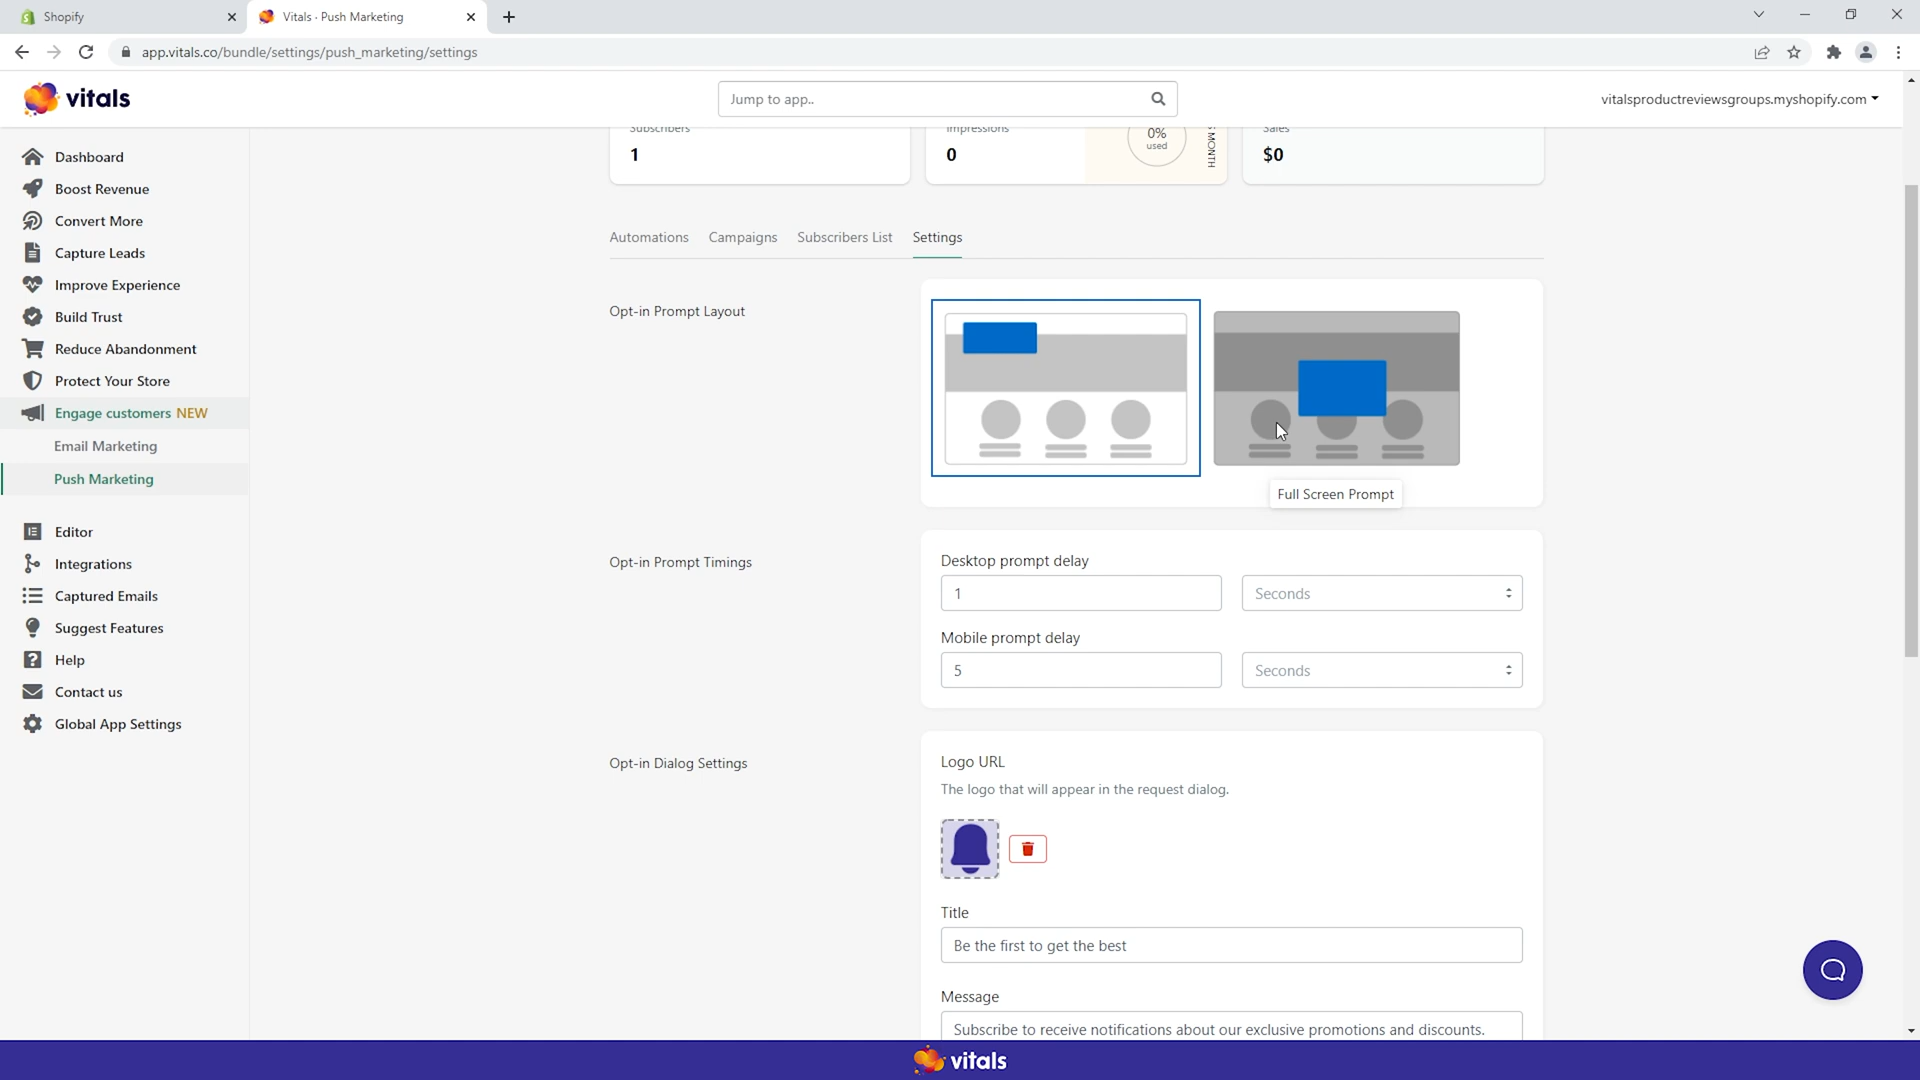 Shopify
Vitals · Push Marketing
app.vitals.co/bundle/settings/push_marketing/settings
vitals
Jump to app..
vitalsproductreviewsgroups.myshopify.com
Dashboard
Boost Revenue
Convert More
Capture Leads
Improve Experience
Build Trust
Reduce Abandonment
Protect Your Store
Engage customers NEW
Email Marketing
Push Marketing
Editor
Integrations
Captured Emails
Suggest Features
Help
Contact us
Global App Settings
Subscribers
1
Impressions
0
0%
used
MONTH
Sales
$0
Automations
Campaigns
Subscribers List
Settings
Opt-in Prompt Layout
Full Screen Prompt
Opt-in Prompt Timings
Desktop prompt delay
1
Seconds
Mobile prompt delay
5
Seconds
Opt-in Dialog Settings
Logo URL
The logo that will appear in the request dialog.
Title
Be the first to get the best
Message
Subscribe to receive notifications about our exclusive promotions and discounts.
vitals